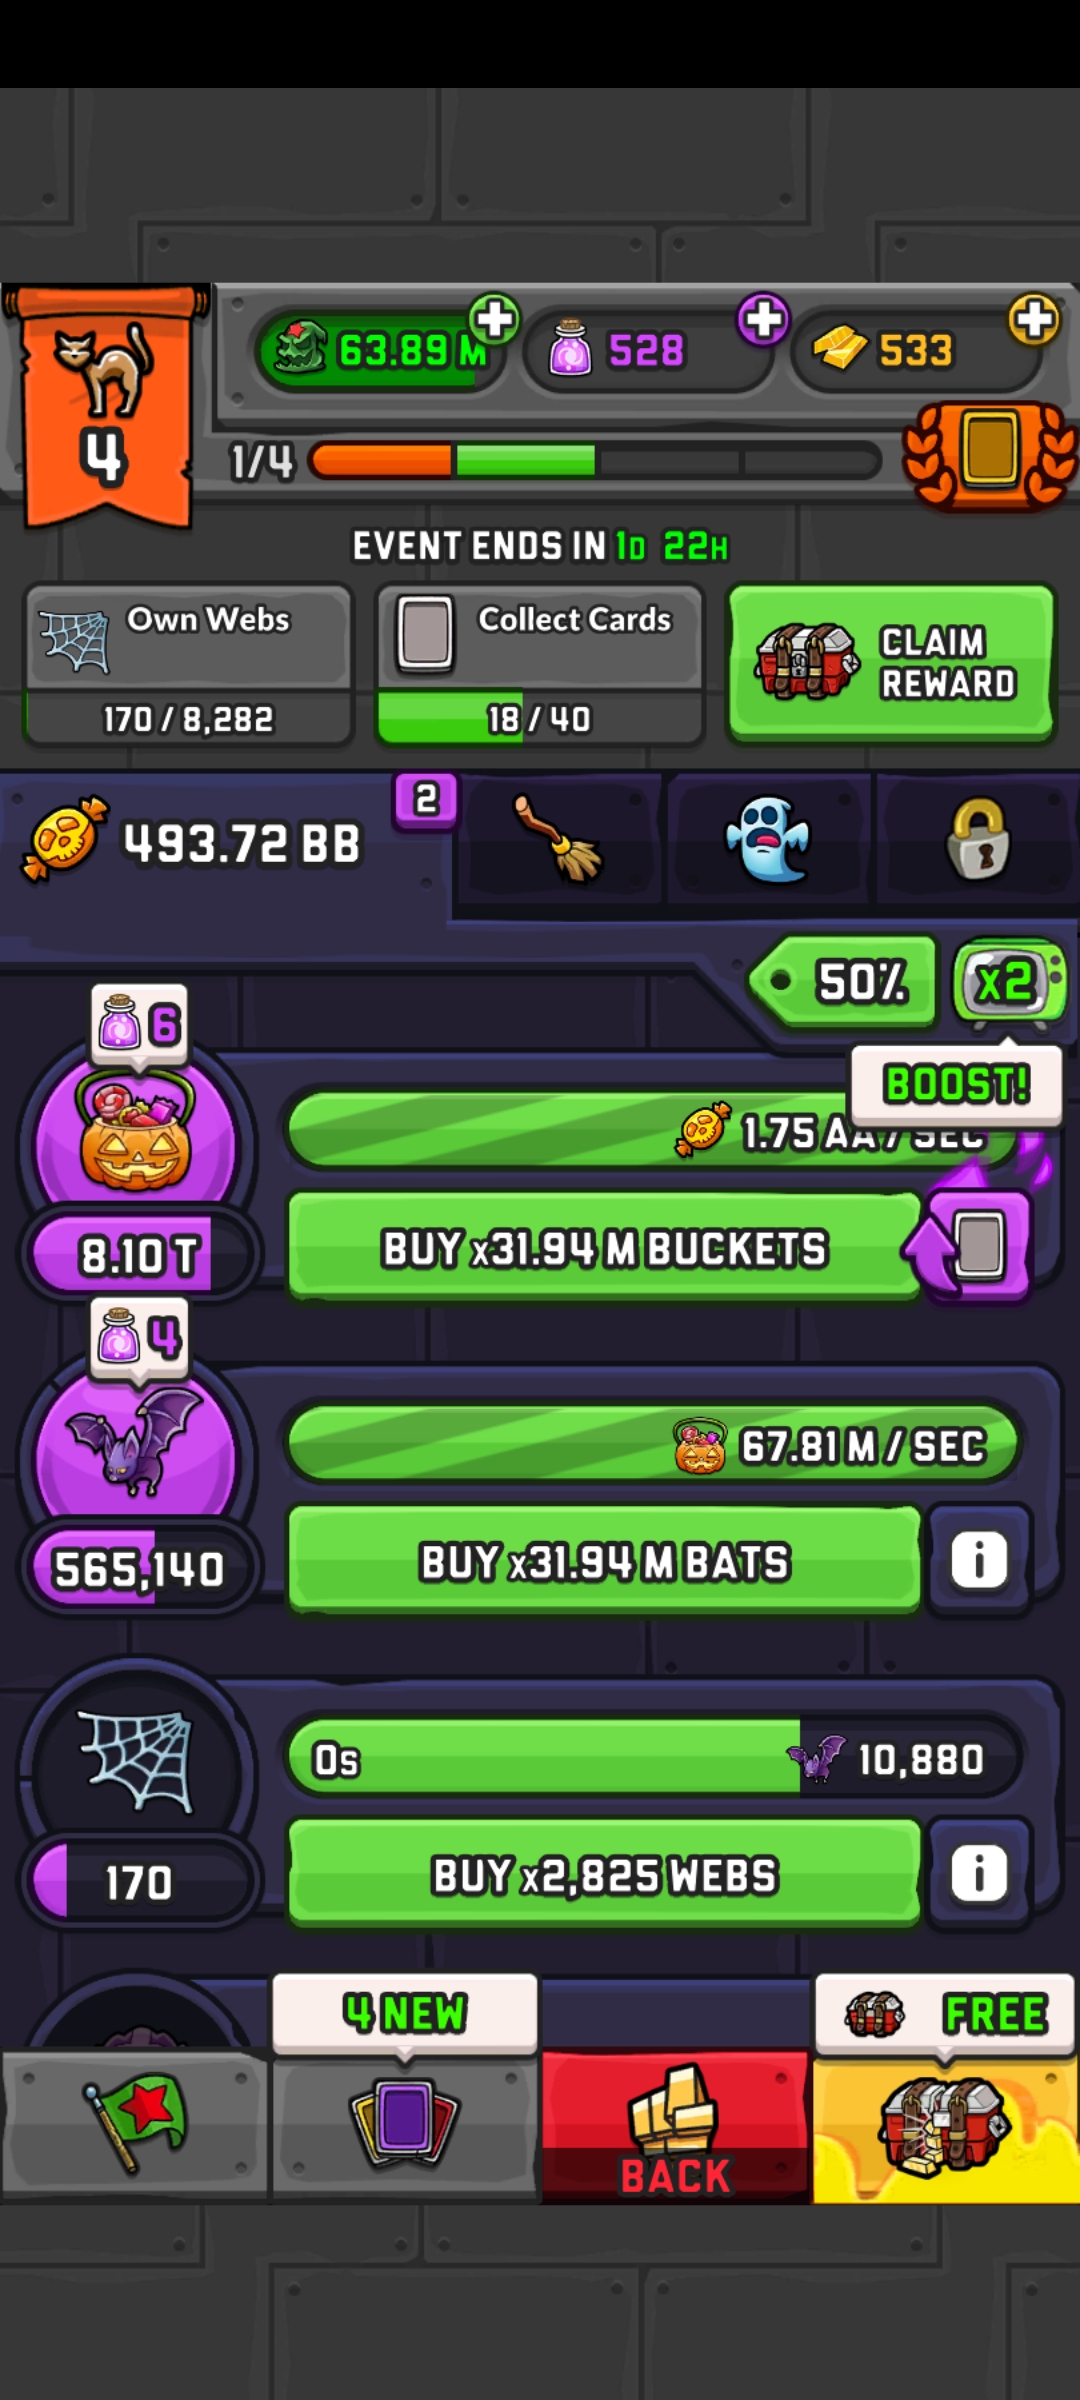 63.89 M
528
533
4
1/4
EVENT ENDS IN 1D 22H
Own Webs
170 / 8,282
Collect Cards
18 / 40
CLAIM
REWARD
493.72 BB
2
50%
x2
BOOST!
6
1.75 AA / SEC
8.10 T
BUY x31.94 M BUCKETS
4
67.81 M / SEC
565,140
BUY x31.94 M BATS
i
0s
10,880
170
BUY x2,825 WEBS
i
4 NEW
FREE
BACK